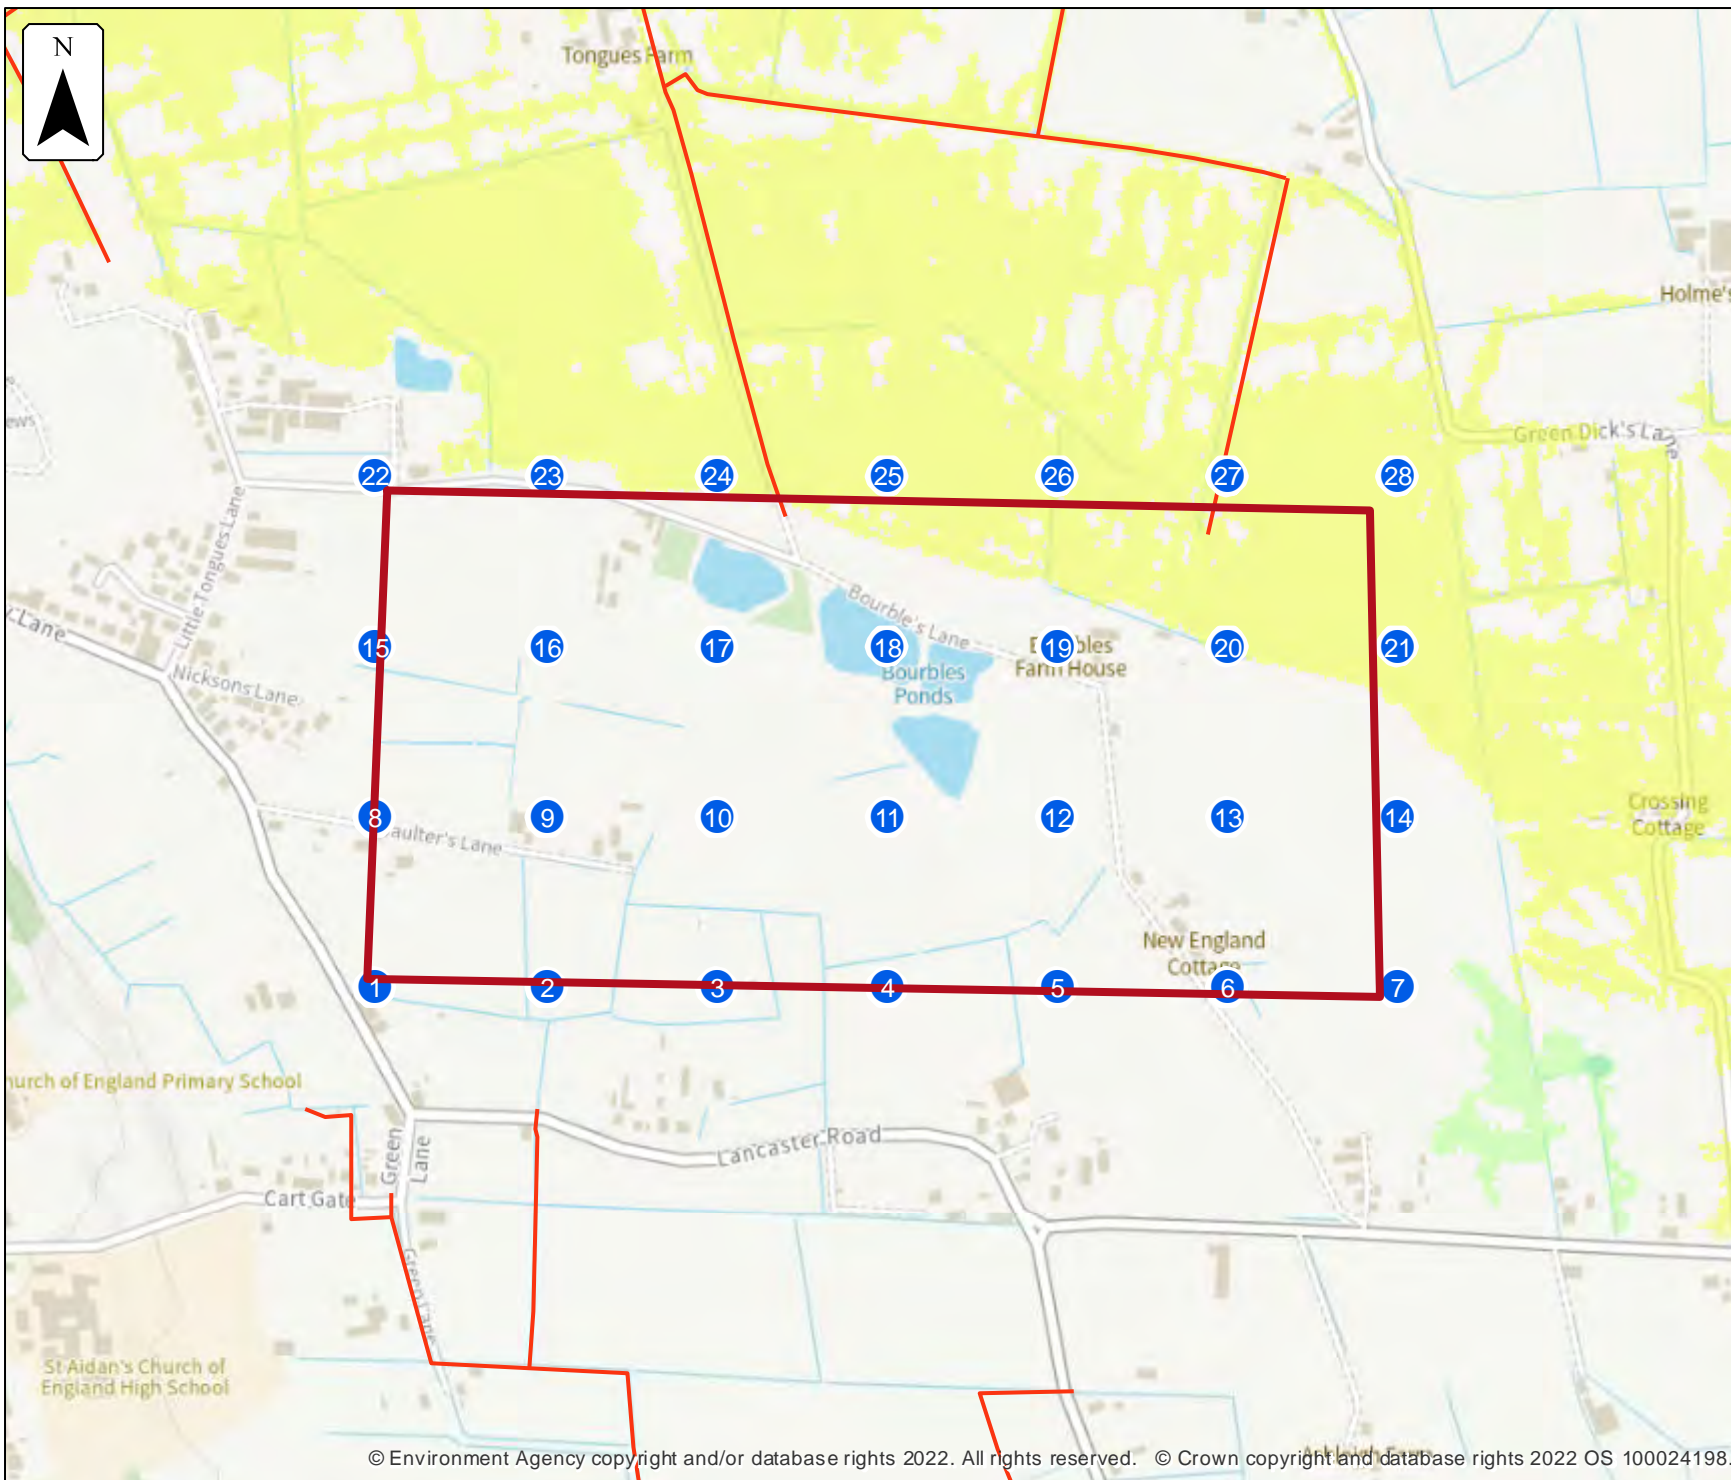 N
Tongues Farm
Holme's
ews
Green Dick's Lane
22
23
24
25
26
27
28
Little Tongues Lane
Lane
Bourble's Lane
15
16
17
18
19
20
21
Farm House
Nicksons Lane
Bourbles
Ponds
Crossing
Cottage
8
9
10
11
12
13
14
aulter's Lane
New England
Cottage
1
2
3
4
5
6
7
hurch of England Primary School
Green
Lane
Lancaster Road
Cart Gate
Green Lane
St Aidan's Church of
England High School
© Environment Agency copyright and/or database rights 2022. All rights reserved. © Crown copyright and database rights 2022 OS 100024198.